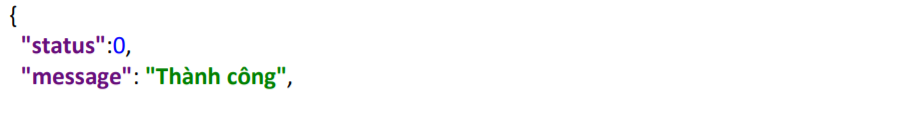 {
"status":0,
"message": "Thành công",